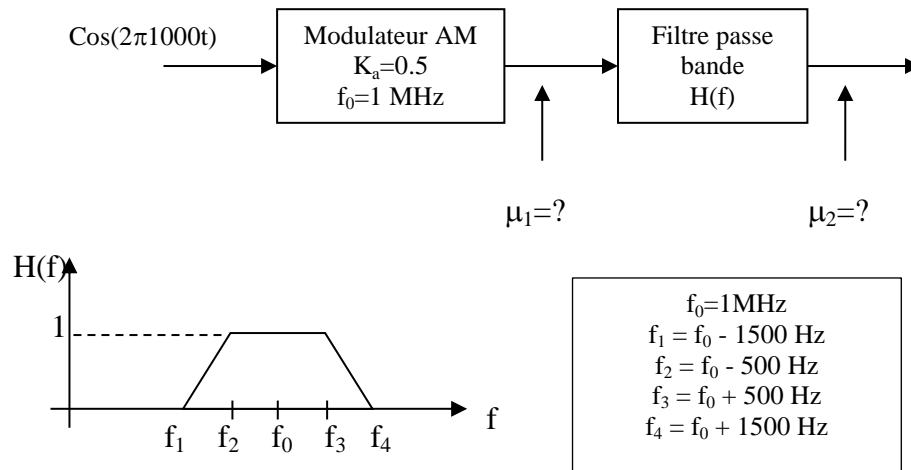 Cos(2π1000t)
Modulateur AM
Ka=0.5
f0=1 MHz
Filtre passe
bande
H(f)
μ1=?
μ2=?
H(f)
1
f1 f2 f0 f3 f4
f
f0=1MHz
f1 = f0 - 1500 Hz
f2 = f0 - 500 Hz
f3 = f0 + 500 Hz
f4 = f0 + 1500 Hz